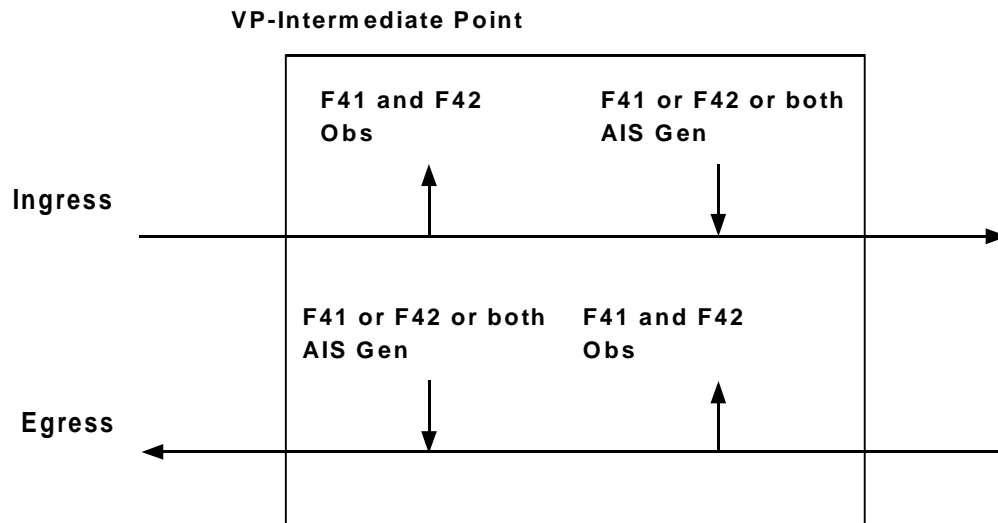 VP-Intermediate Point
F41 and F42
Obs
F41 or F42 or both
AIS Gen
Ingress
F41 or F42 or both
AIS Gen
F41 and F42
Obs
Egress